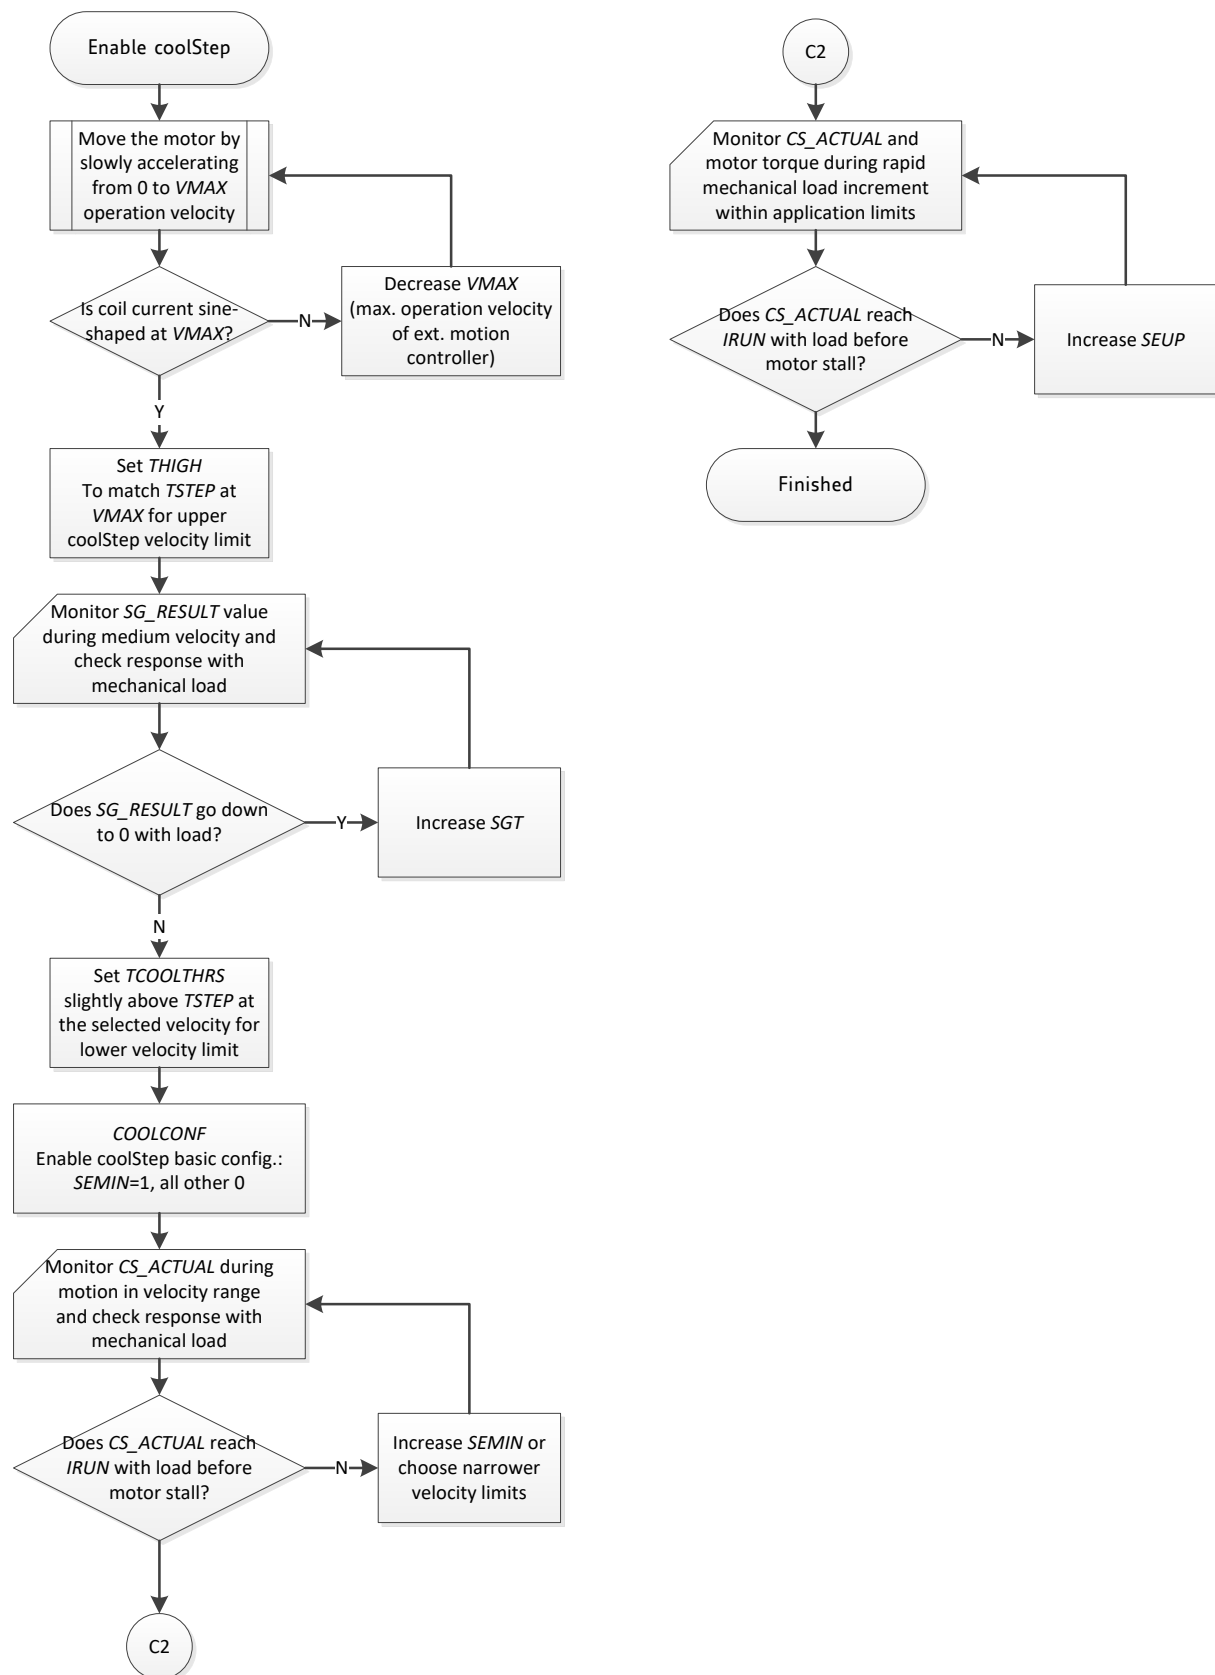 Enable coolStep
Move the motor by
slowly accelerating
from 0 to VMAX
operation velocity
Is coil current sine-
shaped at VMAX?
N
Decrease VMAX
(max. operation velocity
of ext. motion
controller)
Y
Set THIGH
To match TSTEP at
VMAX for upper
coolStep velocity limit
Monitor SG_RESULT value
during medium velocity and
check response with
mechanical load
Does SG_RESULT go down
to 0 with load?
Y
Increase SGT
N
Set TCOOLTHRS
slightly above TSTEP at
the selected velocity for
lower velocity limit
COOLCONF
Enable coolStep basic config.:
SEMIN=1, all other 0
Monitor CS_ACTUAL during
motion in velocity range
and check response with
mechanical load
Does CS_ACTUAL reach
IRUN with load before
motor stall?
N
Increase SEMIN or
choose narrower
velocity limits
C2
C2
Monitor CS_ACTUAL and
motor torque during rapid
mechanical load increment
within application limits
Does CS_ACTUAL reach
IRUN with load before
motor stall?
N
Increase SEUP
Finished